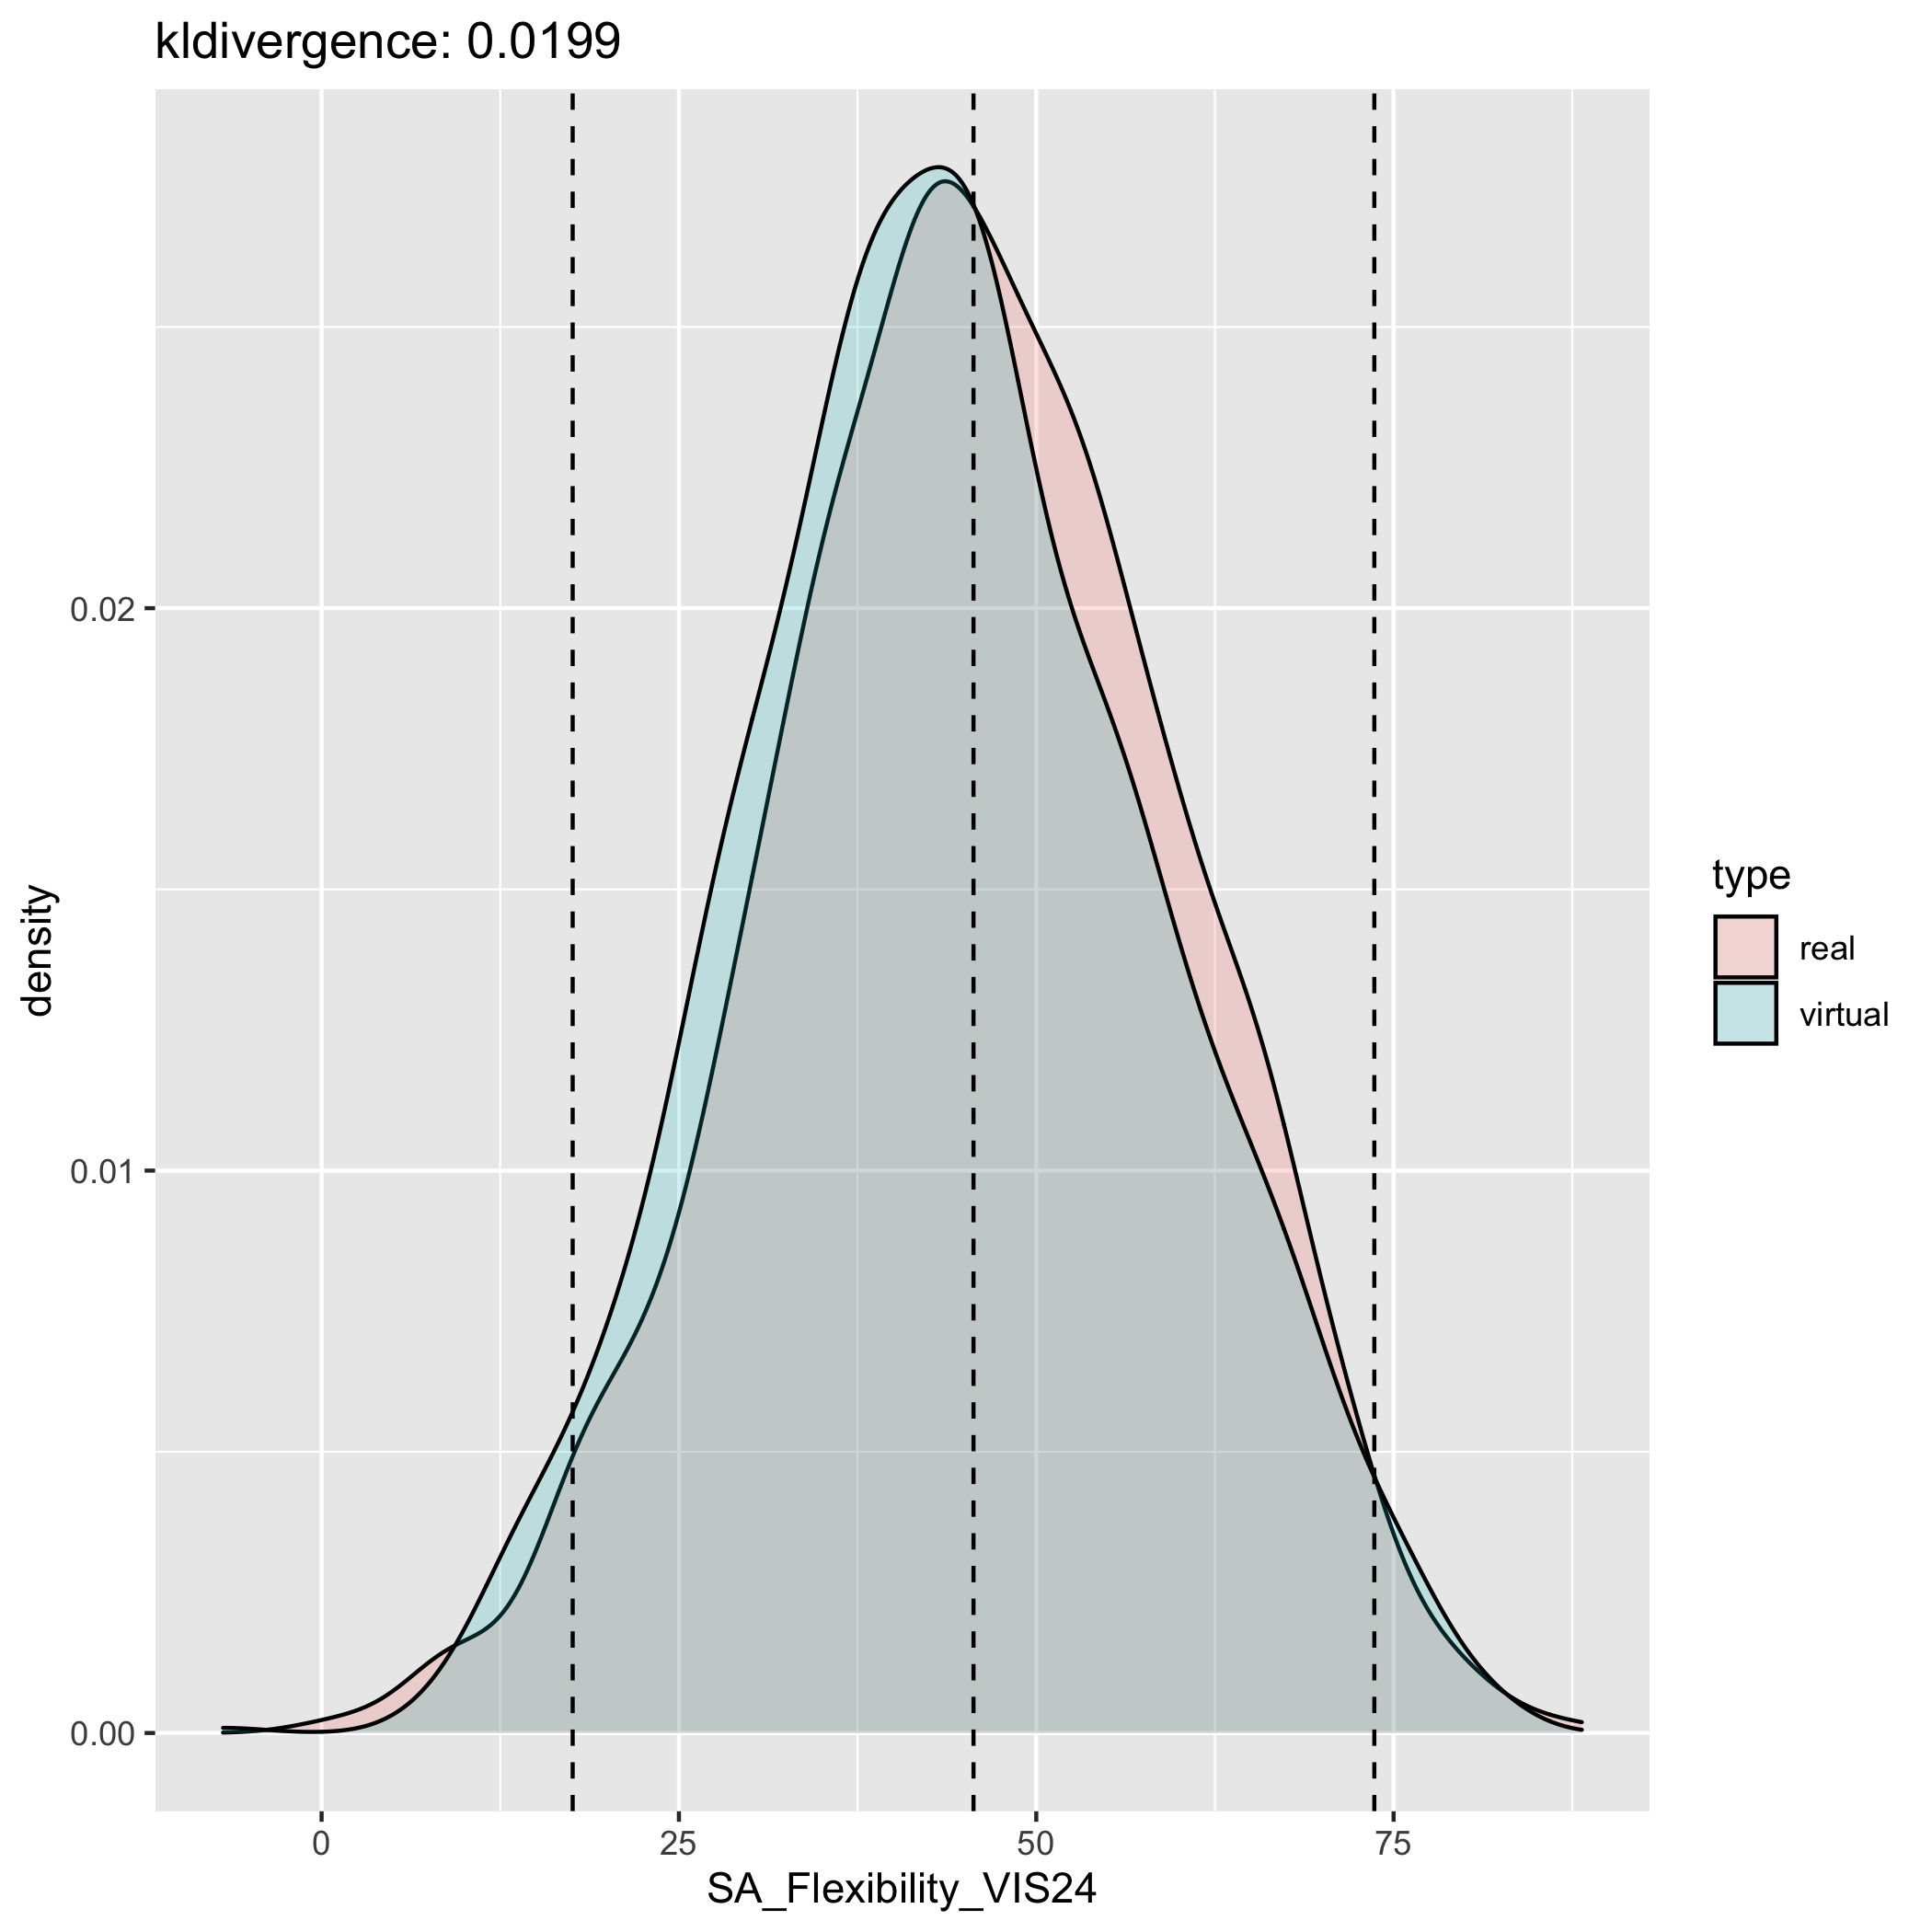 kldivergence: 0.0199
density
0.02
0.01
0.00
0 25 50 75
SA_Flexibility_VIS24
type
real
virtual